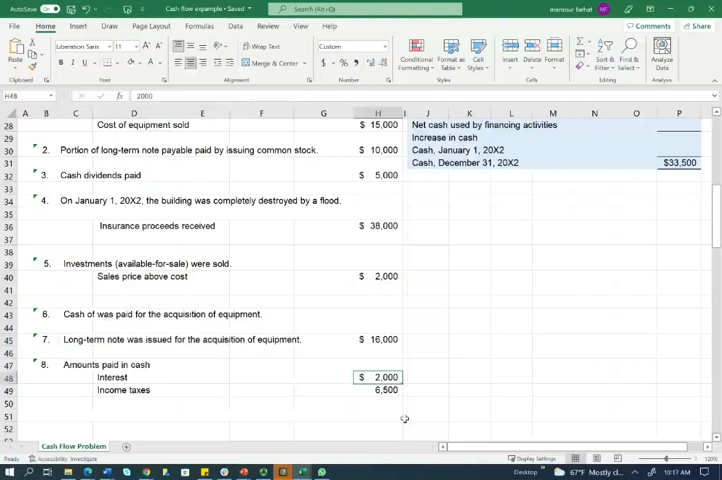 AutoSave On Cash flow example • Saved Search (Alt+Q) mansour farhat MF
File Home Insert Draw Page Layout Formulas Data Review View Help Comments Share
Paste Liberation Sans 11 Wrap Text Custom Conditional Formatting Format as Table Cell Styles Insert Delete Format Sort & Filter Find & Select Analyze Data
B I U Merge & Center $ % 9
Clipboard Font Alignment Number Styles Cells Editing Analysis
H48 fx 2000
A B C D E F G H I J K L M N O P
28 Cost of equipment sold $ 15,000 Net cash used by financing activities
29 Increase in cash
30 2. Portion of long-term note payable paid by issuing common stock. $ 10,000 Cash, January 1, 20X2
31 Cash, December 31, 20X2 $33,500
32 3. Cash dividends paid $ 5,000
33
34 4. On January 1, 20X2, the building was completely destroyed by a flood.
35
36 Insurance proceeds received $ 38,000
37
38
39 5. Investments (available-for-sale) were sold.
40 Sales price above cost $ 2,000
41
42
43 6. Cash of was paid for the acquisition of equipment.
44
45 7. Long-term note was issued for the acquisition of equipment. $ 16,000
46
47 8. Amounts paid in cash
48 Interest $ 2,000
49 Income taxes 6,500
50
51
52
Cash Flow Problem
Ready Accessibility: Investigate Display Settings 120%
Desktop 67°F Mostly cl... 10:17 AM